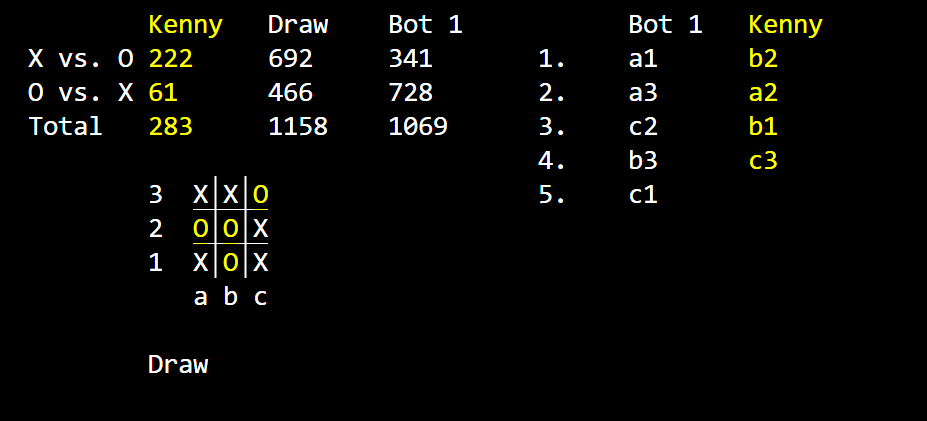 Kenny Draw Bot 1 Bot 1 Kenny
X vs. O 222 692 341 1. a1 b2
O vs. X 61 466 728 2. a3 a2
Total 283 1158 1069 3. c2 b1
4. b3 c3
3 X|X|O 5. c1
2 O|O|X
1 X|O|X
a b c
Draw